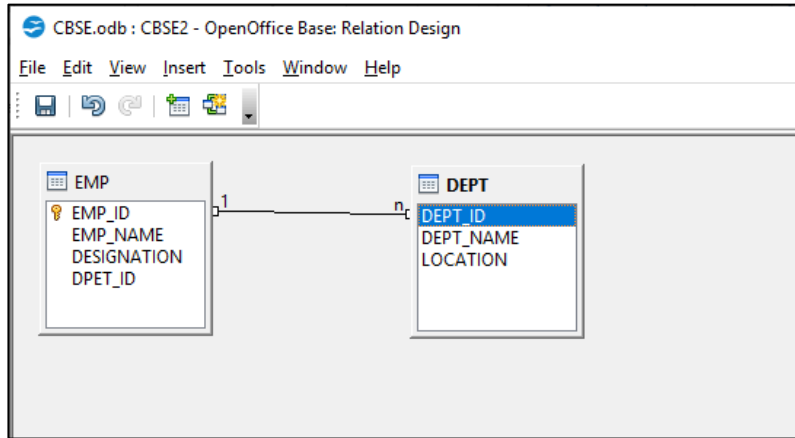 CBSE.odb : CBSE2 - OpenOffice Base: Relation Design
File Edit View Insert Tools Window Help
EMP
EMP_ID
EMP_NAME
DESIGNATION
DPET_ID
1
n
DEPT
DEPT_ID
DEPT_NAME
LOCATION